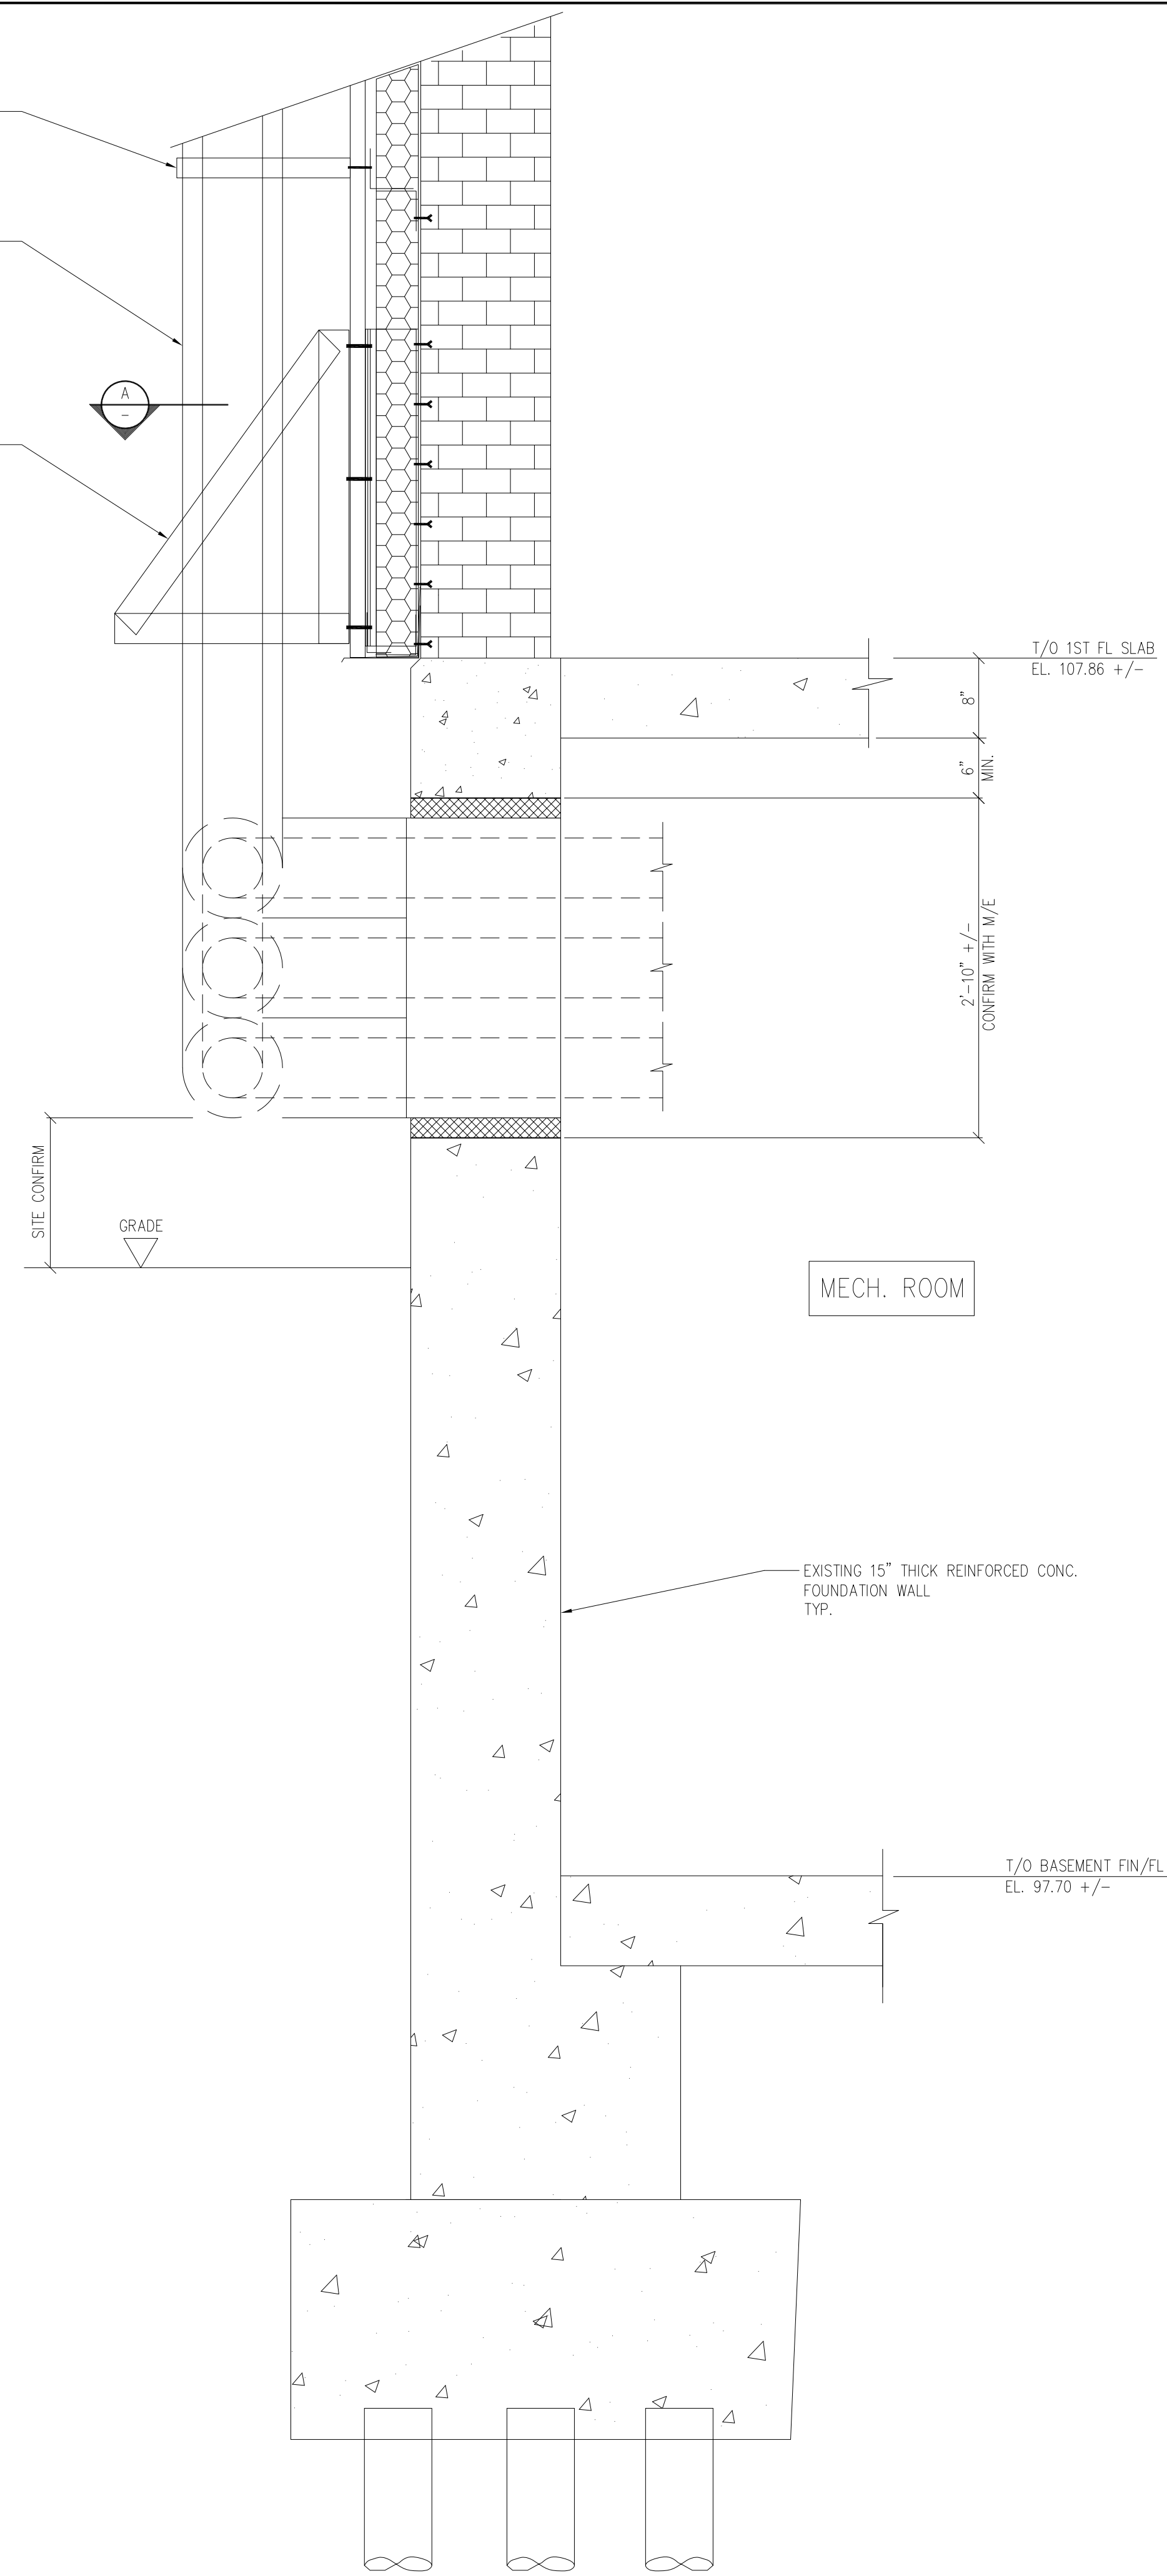 A
-
T/O 1ST FL SLAB
EL. 107.86 +/-
8"
6"
MIN.
2'-10" +/-
CONFIRM WITH M/E
SITE CONFIRM
GRADE
MECH. ROOM
EXISTING 15" THICK REINFORCED CONC.
FOUNDATION WALL
TYP.
T/O BASEMENT FIN/FL
EL. 97.70 +/-